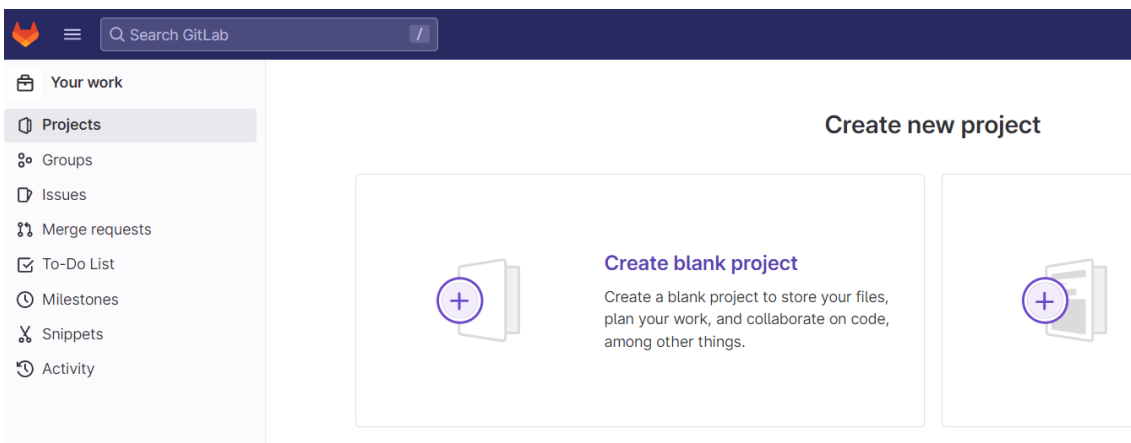 Search GitLab /
Your work
Projects
Groups
Issues
Merge requests
To-Do List
Milestones
Snippets
Activity
Create new project
Create blank project
Create a blank project to store your files,
plan your work, and collaborate on code,
among other things.